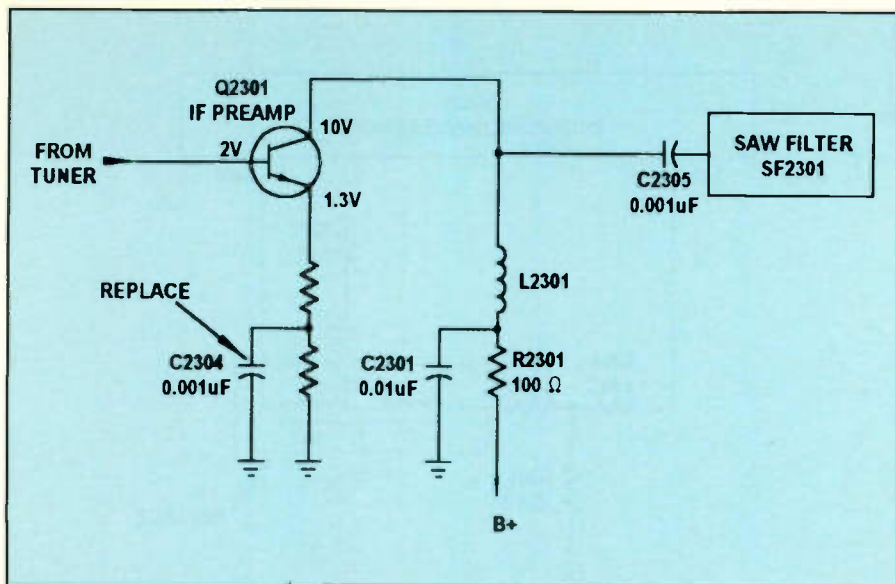 Q2301
IF PREAMP
10V
2V
FROM
TUNER
1.3V
SAW FILTER
SF2301
C2305
0.001uF
REPLACE
L2301
C2304
0.001uF
C2301
0.01uF
R2301
100 Ω
B+